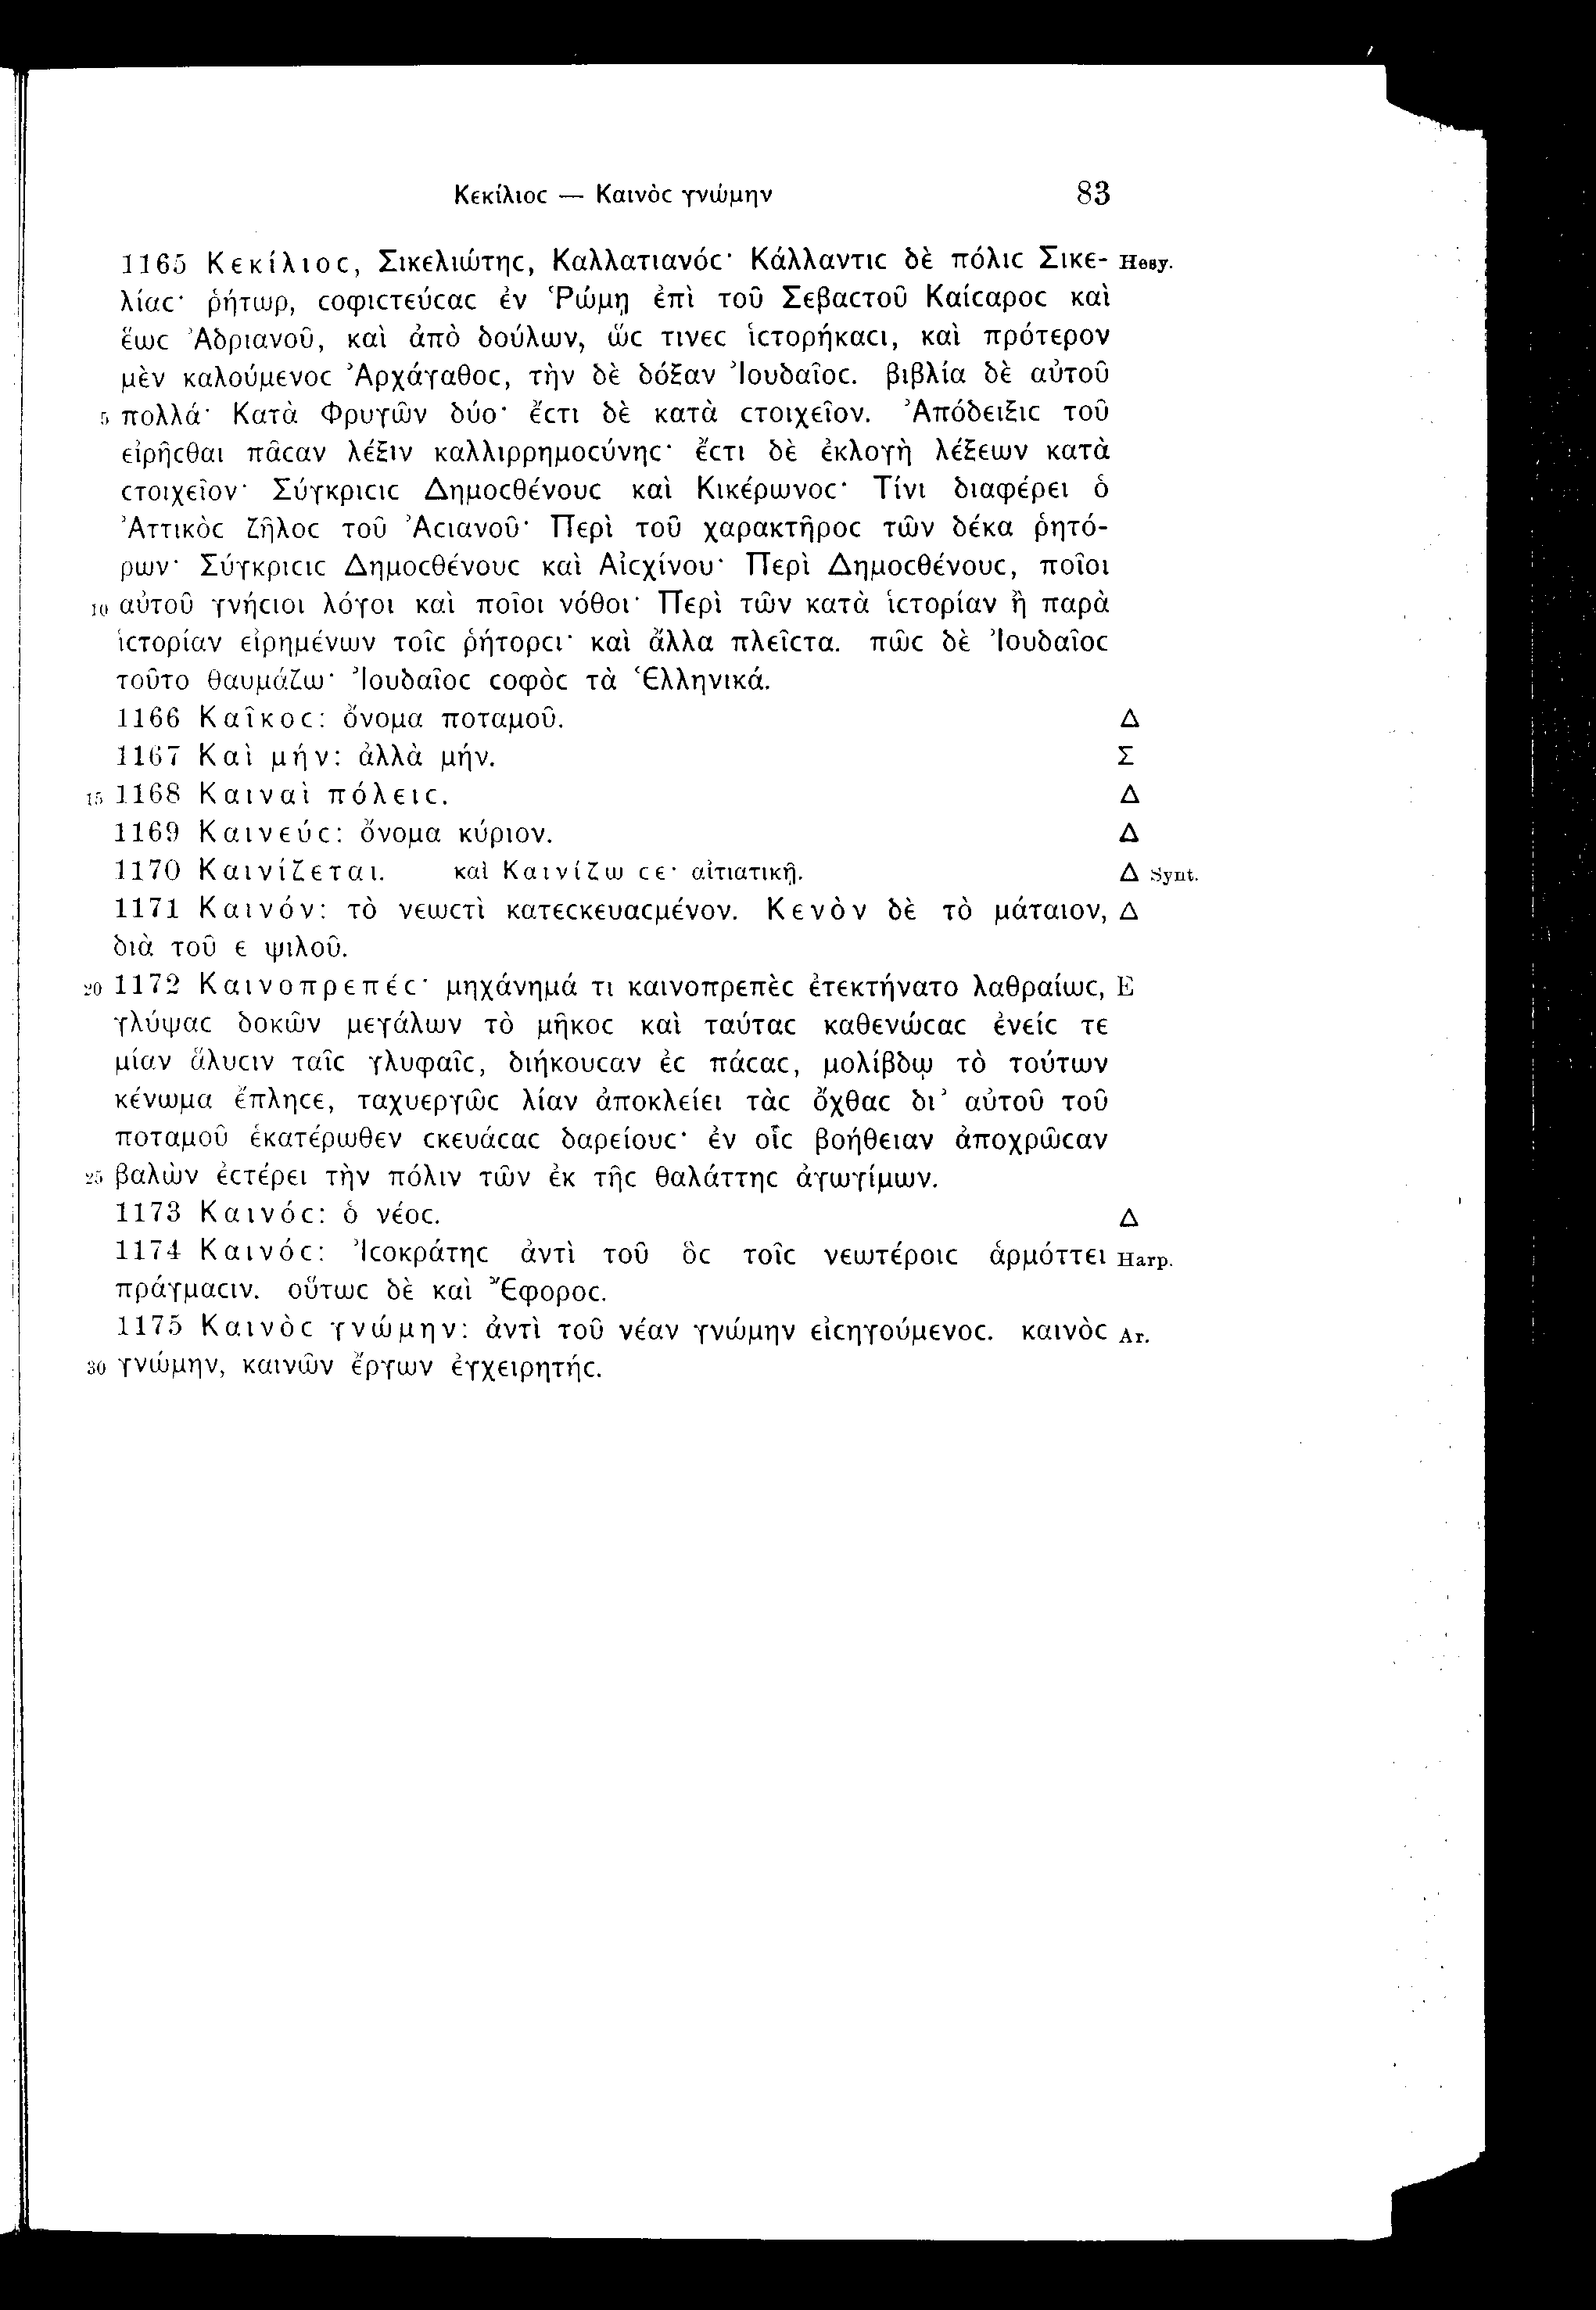 Κεκίλιοϲ — Καινὸϲ γνώμην 83
1165 Κεκίλιοϲ, Σικελιώτηϲ, Καλλατιανόϲ· Κάλλαντιϲ δὲ πόλιϲ Σικε- Hesy.
λίαϲ· ῥήτωρ, ϲοφιϲτεύϲαϲ ἐν Ῥώμῃ ἐπὶ τοῦ Σεβαϲτοῦ Καίϲαροϲ καὶ
ἕωϲ Ἀδριανοῦ, καὶ ἀπὸ δούλων, ὥϲ τινεϲ ἱϲτορήκαϲι, καὶ πρότερον
μὲν καλούμενοϲ Ἀρχάγαθοϲ, τὴν δὲ δόξαν Ἰουδαῖοϲ. βιβλία δὲ αὐτοῦ
5 πολλά· Κατὰ Φρυγῶν δύο· ἔϲτι δὲ κατὰ ϲτοιχεῖον. Ἀπόδειξιϲ τοῦ
εἰρῆϲθαι πᾶϲαν λέξιν καλλιρρημοϲύνηϲ· ἔϲτι δὲ ἐκλογὴ λέξεων κατὰ
ϲτοιχεῖον· Σύγκριϲιϲ Δημοϲθένουϲ καὶ Κικέρωνοϲ· Τίνι διαφέρει ὁ
Ἀττικὸϲ ζῆλοϲ τοῦ Ἀϲιανοῦ· Περὶ τοῦ χαρακτῆροϲ τῶν δέκα ῥητό-
ρων· Σύγκριϲιϲ Δημοϲθένουϲ καὶ Αἰϲχίνου· Περὶ Δημοϲθένουϲ, ποῖοι
10 αὐτοῦ γνήϲιοι λόγοι καὶ ποῖοι νόθοι· Περὶ τῶν κατὰ ἱϲτορίαν ἢ παρὰ
ἱϲτορίαν εἰρημένων τοῖϲ ῥήτορϲι· καὶ ἄλλα πλεῖϲτα. πῶϲ δὲ Ἰουδαῖοϲ
τοῦτο θαυμάζω· Ἰουδαῖοϲ ϲοφὸϲ τὰ Ἑλληνικά.
1166 Καῖκοϲ: ὄνομα ποταμοῦ. Δ
1167 Καὶ μήν: ἀλλὰ μήν. Σ
15 1168 Καιναὶ πόλειϲ. Δ
1169 Καινεύϲ: ὄνομα κύριον. Δ
1170 Καινίζεται. καὶ Καινίζω ϲε· αἰτιατικῇ. Δ Synt.
1171 Καινόν: τὸ νεωϲτὶ κατεϲκευαϲμένον. Κενὸν δὲ τὸ μάταιον, Δ
διὰ τοῦ ε ψιλοῦ.
20 1172 Καινοπρεπέϲ· μηχάνημά τι καινοπρεπὲϲ ἐτεκτήνατο λαθραίωϲ, E
γλύψαϲ δοκῶν μεγάλων τὸ μῆκοϲ καὶ ταύταϲ καθενώϲαϲ ἐνείϲ τε
μίαν ἅλυϲιν ταῖϲ γλυφαῖϲ, διήκουϲαν ἐϲ πάϲαϲ, μολίβδῳ τὸ τούτων
κένωμα ἔπληϲε, ταχυεργῶϲ λίαν ἀποκλείει τὰϲ ὄχθαϲ δι’ αὐτοῦ τοῦ
ποταμοῦ ἑκατέρωθεν ϲκευάϲαϲ δαρείουϲ· ἐν οἷϲ βοήθειαν ἀποχρῶϲαν
25 βαλὼν ἐϲτέρει τὴν πόλιν τῶν ἐκ τῆϲ θαλάττηϲ ἀγωγίμων.
1173 Καινόϲ: ὁ νέοϲ. Δ
1174 Καινόϲ: Ἰϲοκράτηϲ ἀντὶ τοῦ ὃϲ τοῖϲ νεωτέροιϲ ἁρμόττει Harp.
πράγμαϲιν. οὕτωϲ δὲ καὶ Ἔφοροϲ.
1175 Καινὸϲ γνώμην: ἀντὶ τοῦ νέαν γνώμην εἰϲηγούμενοϲ. καινὸϲ Ar.
30 γνώμην, καινῶν ἔργων ἐγχειρητήϲ.